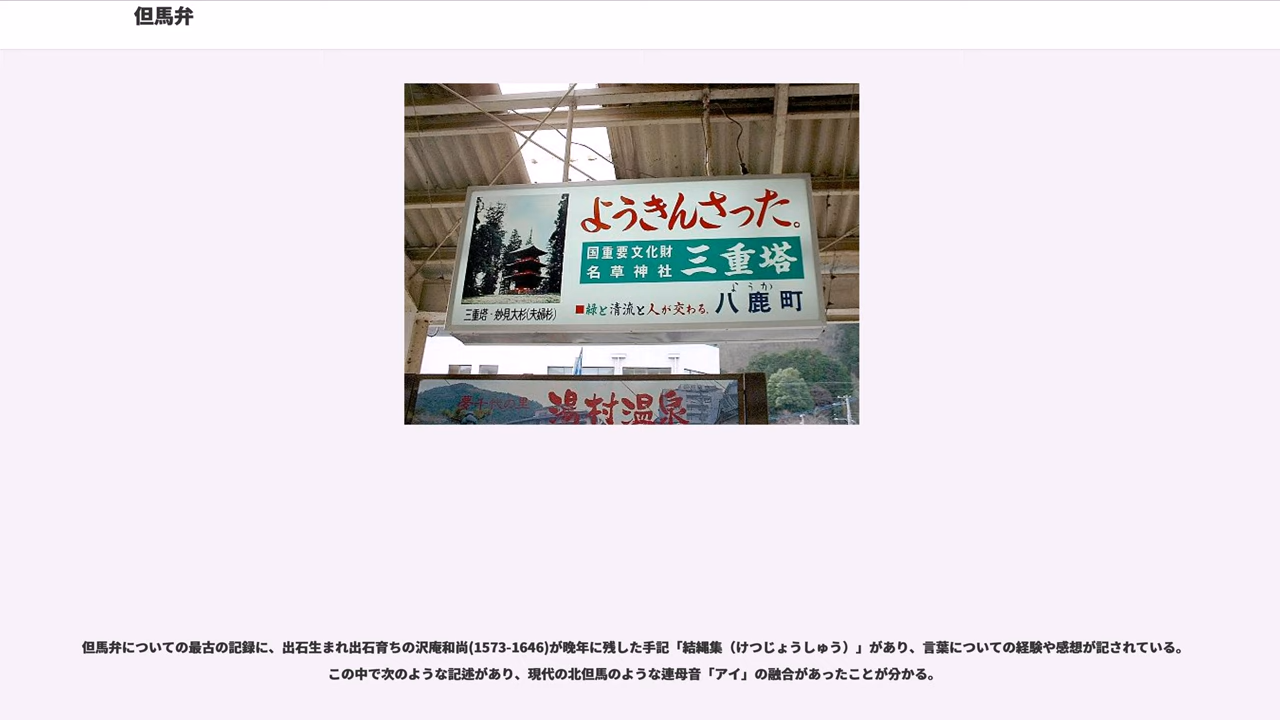 但馬弁
ようきんさった。
国重要文化財
名草神社
三重塔
ようか
■緑と清流と人が交わる。八鹿町
三重塔・妙見大杉(夫婦杉)
湯村温泉
但馬弁についての最古の記録に、出石生まれ出石育ちの沢庵和尚(1573-1646)が晩年に残した手記「結縄集（けつじょうしゅう）」があり、言葉についての経験や感想が記されている。
この中で次のような記述があり、現代の北但馬のような連母音「アイ」の融合があったことが分かる。